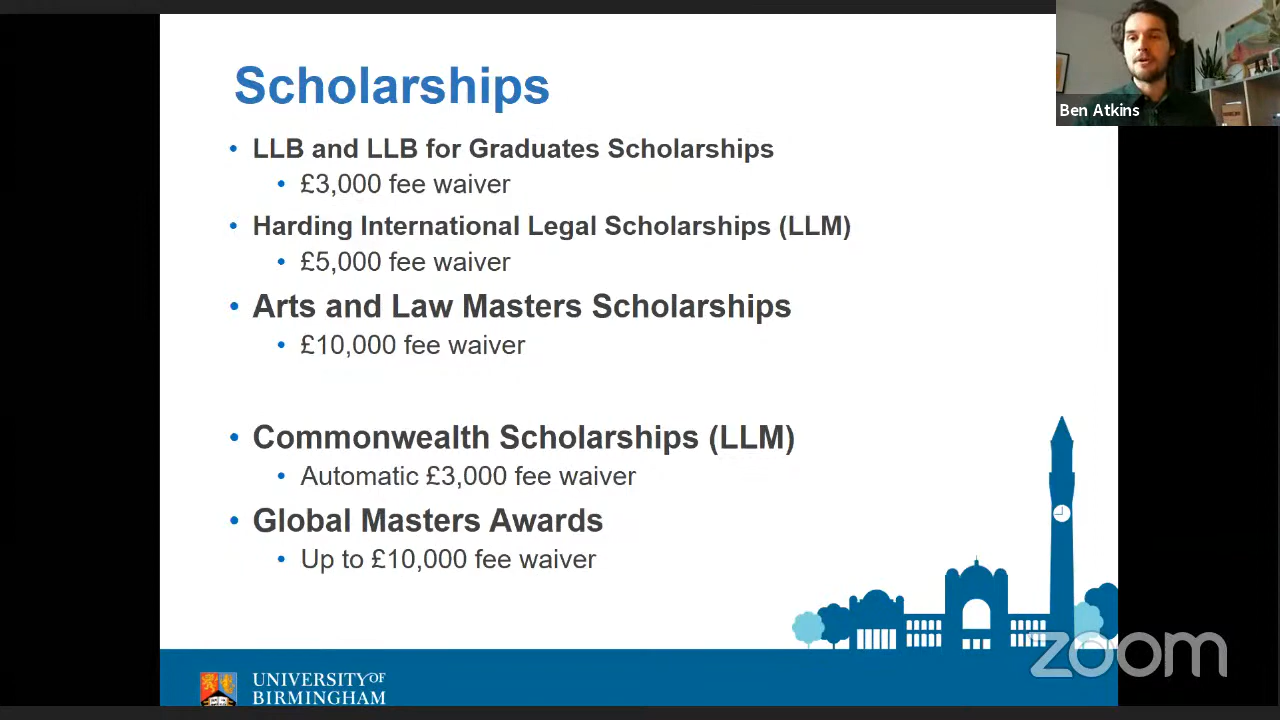 Scholarships
Ben Atkins
• LLB and LLB for Graduates Scholarships
• £3,000 fee waiver
• Harding International Legal Scholarships (LLM)
• £5,000 fee waiver
• Arts and Law Masters Scholarships
• £10,000 fee waiver
• Commonwealth Scholarships (LLM)
• Automatic £3,000 fee waiver
• Global Masters Awards
• Up to £10,000 fee waiver
zoom
UNIVERSITY OF
BIRMINGHAM